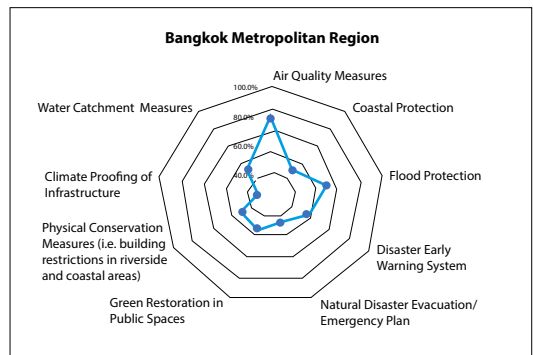 Bangkok Metropolitan Region
100.0%
Air Quality Measures
Water Catchment Measures
Coastal Protection
80.0%
60.0%
40.0%
Climate Proofing of
Infrastructure
Flood Protection
Physical Conservation
Measures (i.e. building
restrictions in riverside
and coastal areas)
Disaster Early
Warning System
Green Restoration in
Public Spaces
Natural Disaster Evacuation/
Emergency Plan